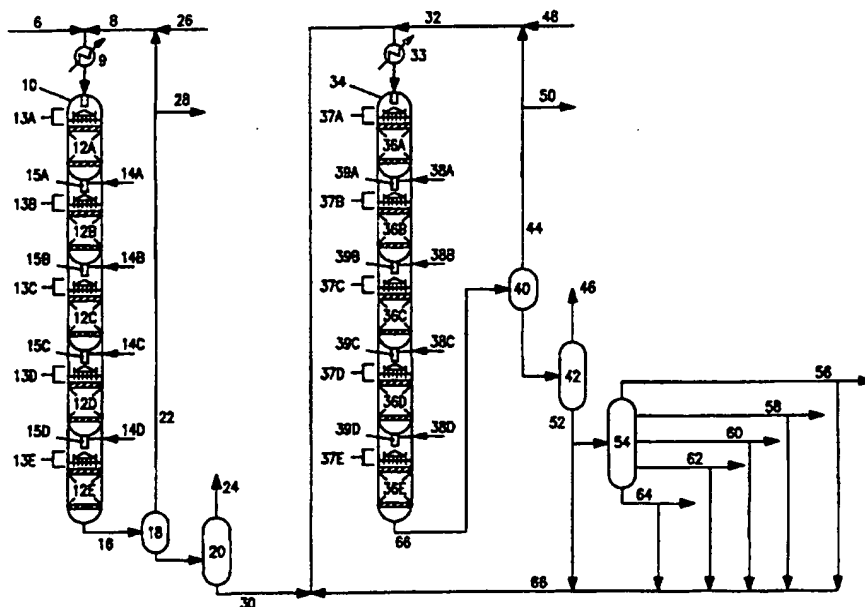 6 8 26 32 48
9 33
10 34
28 50
13A 37A
12A 36A
15A 14A 39A 38A
13B 37B
12B 36B
44
15B 14B 39B 38B
13C 37C 40 46
12C 36C
15C 14C 39C 38C
13D 37D 42 56
12D 36D
22 52 58
15D 14D 39D 38D 54 60
13E 37E 62
12E 24 36E 64
16 18 66
20
30 68